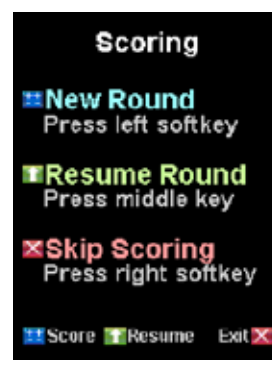 Scoring
New Round
Press left softkey
Resume Round
Press middle key
Skip Scoring
Press right softkey
Score Resume Exit